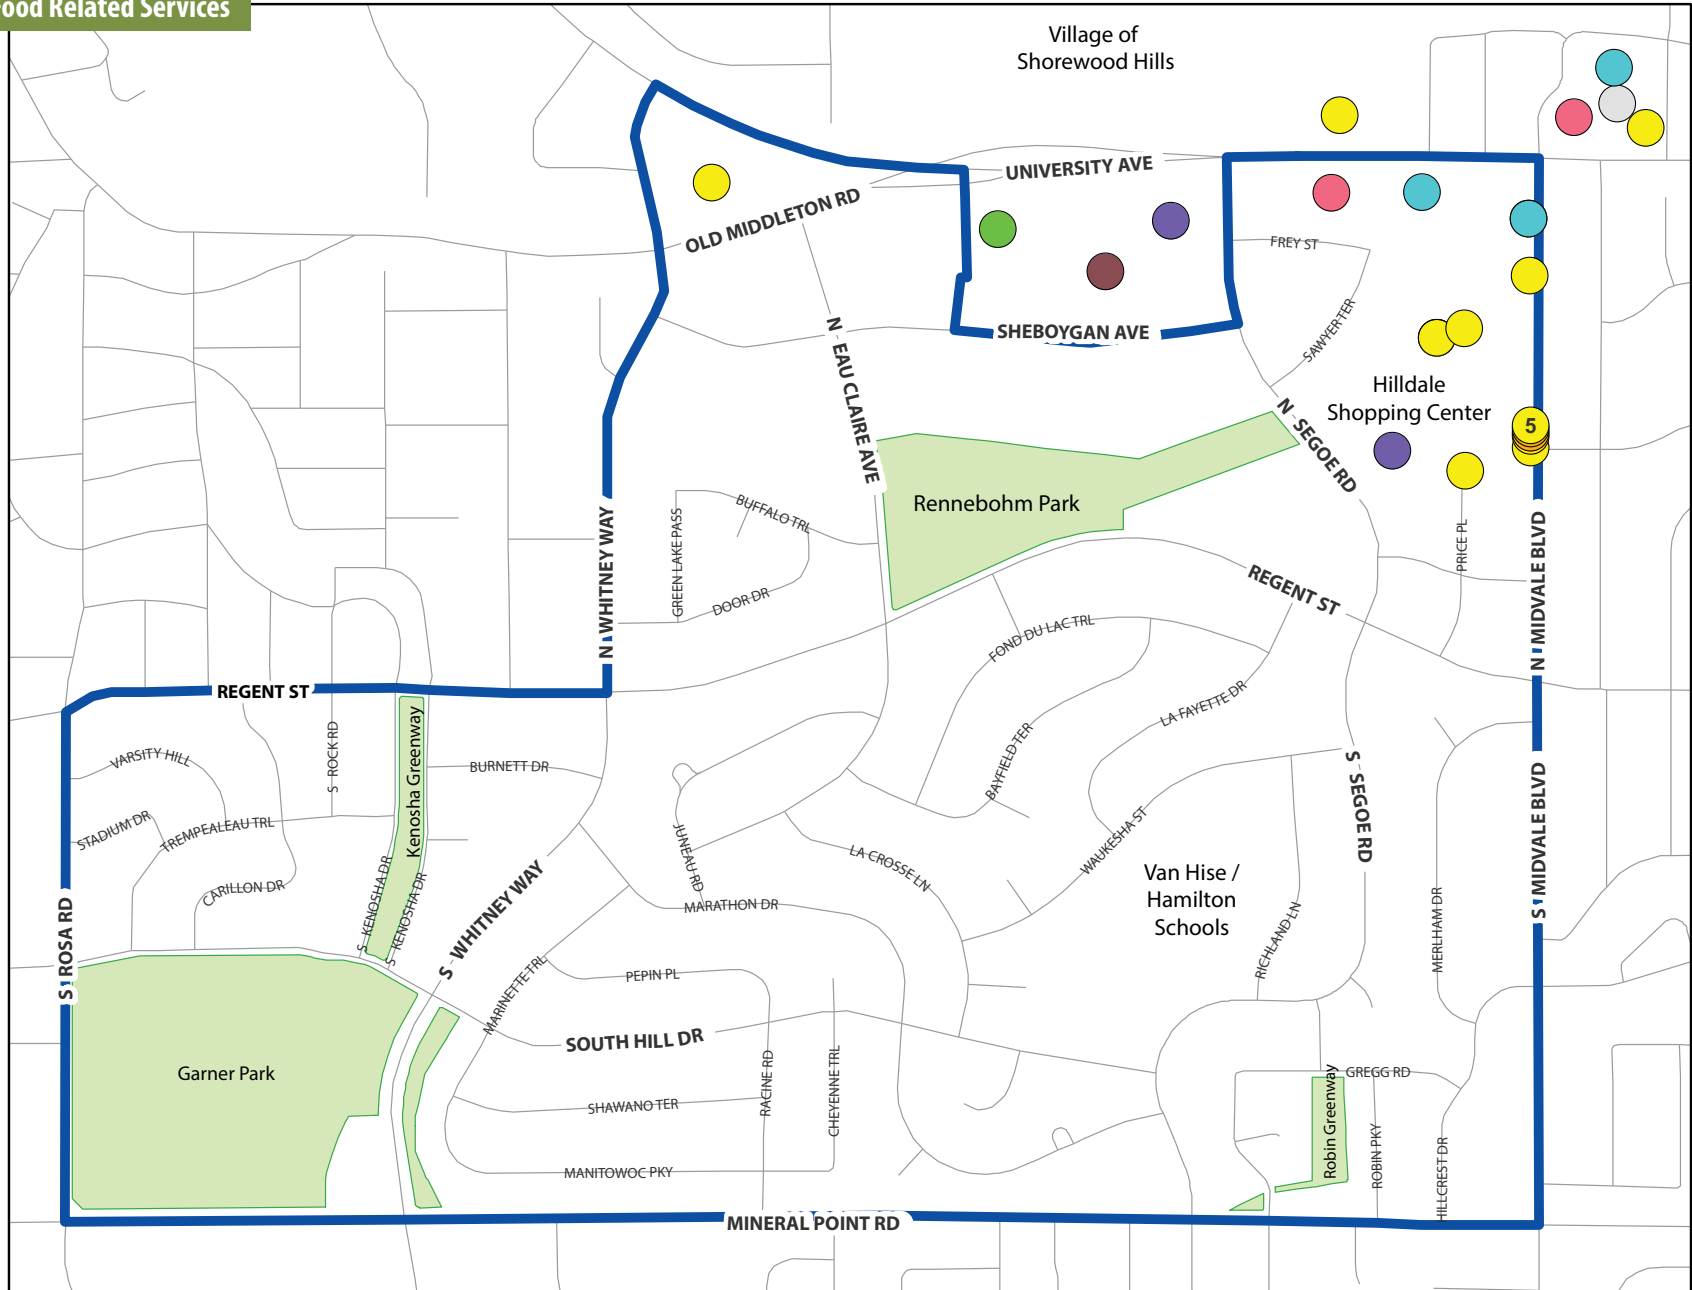 ood Related Services
Village of
Shorewood Hills
UNIVERSITY AVE
OLD MIDDLETON RD
FREY ST
SAWYER TER
SHEBOYGAN AVE
N EAU CLAIRE AVE
Hilldale
Shopping Center
N SEGOE RD
5
Rennebohm Park
BUFFALO TRL
GREEN LAKE PASS
DOOR DR
N WHITNEY WAY
PRICE PL
N MIDVALE BLVD
REGENT ST
FOND DU LAC TRL
REGENT ST
LA FAYETTE DR
BAYFIELD TER
S ROCK RD
Kenosha Greenway
VARSITY HILL
BURNETT DR
STADIUM DR
TREMPEALEAU TRL
JUNEAU RD
LA CROSSE LN
WAUKESHA ST
S SEGOE RD
S MIDVALE BLVD
Van Hise /
Hamilton
Schools
CARILLON DR
S KENOSHA DR
S KENOSHA DR
S WHITNEY WAY
MARATHON DR
MERLHAM DR
RICHLAND LN
S ROSA RD
MARINETTE TRL
PEPIN PL
SOUTH HILL DR
Garner Park
RACINE RD
CHEYENNE TRL
SHAWANO TER
GREGG RD
Robin Greenway
ROBIN PKY
HILLCREST DR
MANITOWOC PKY
MINERAL POINT RD